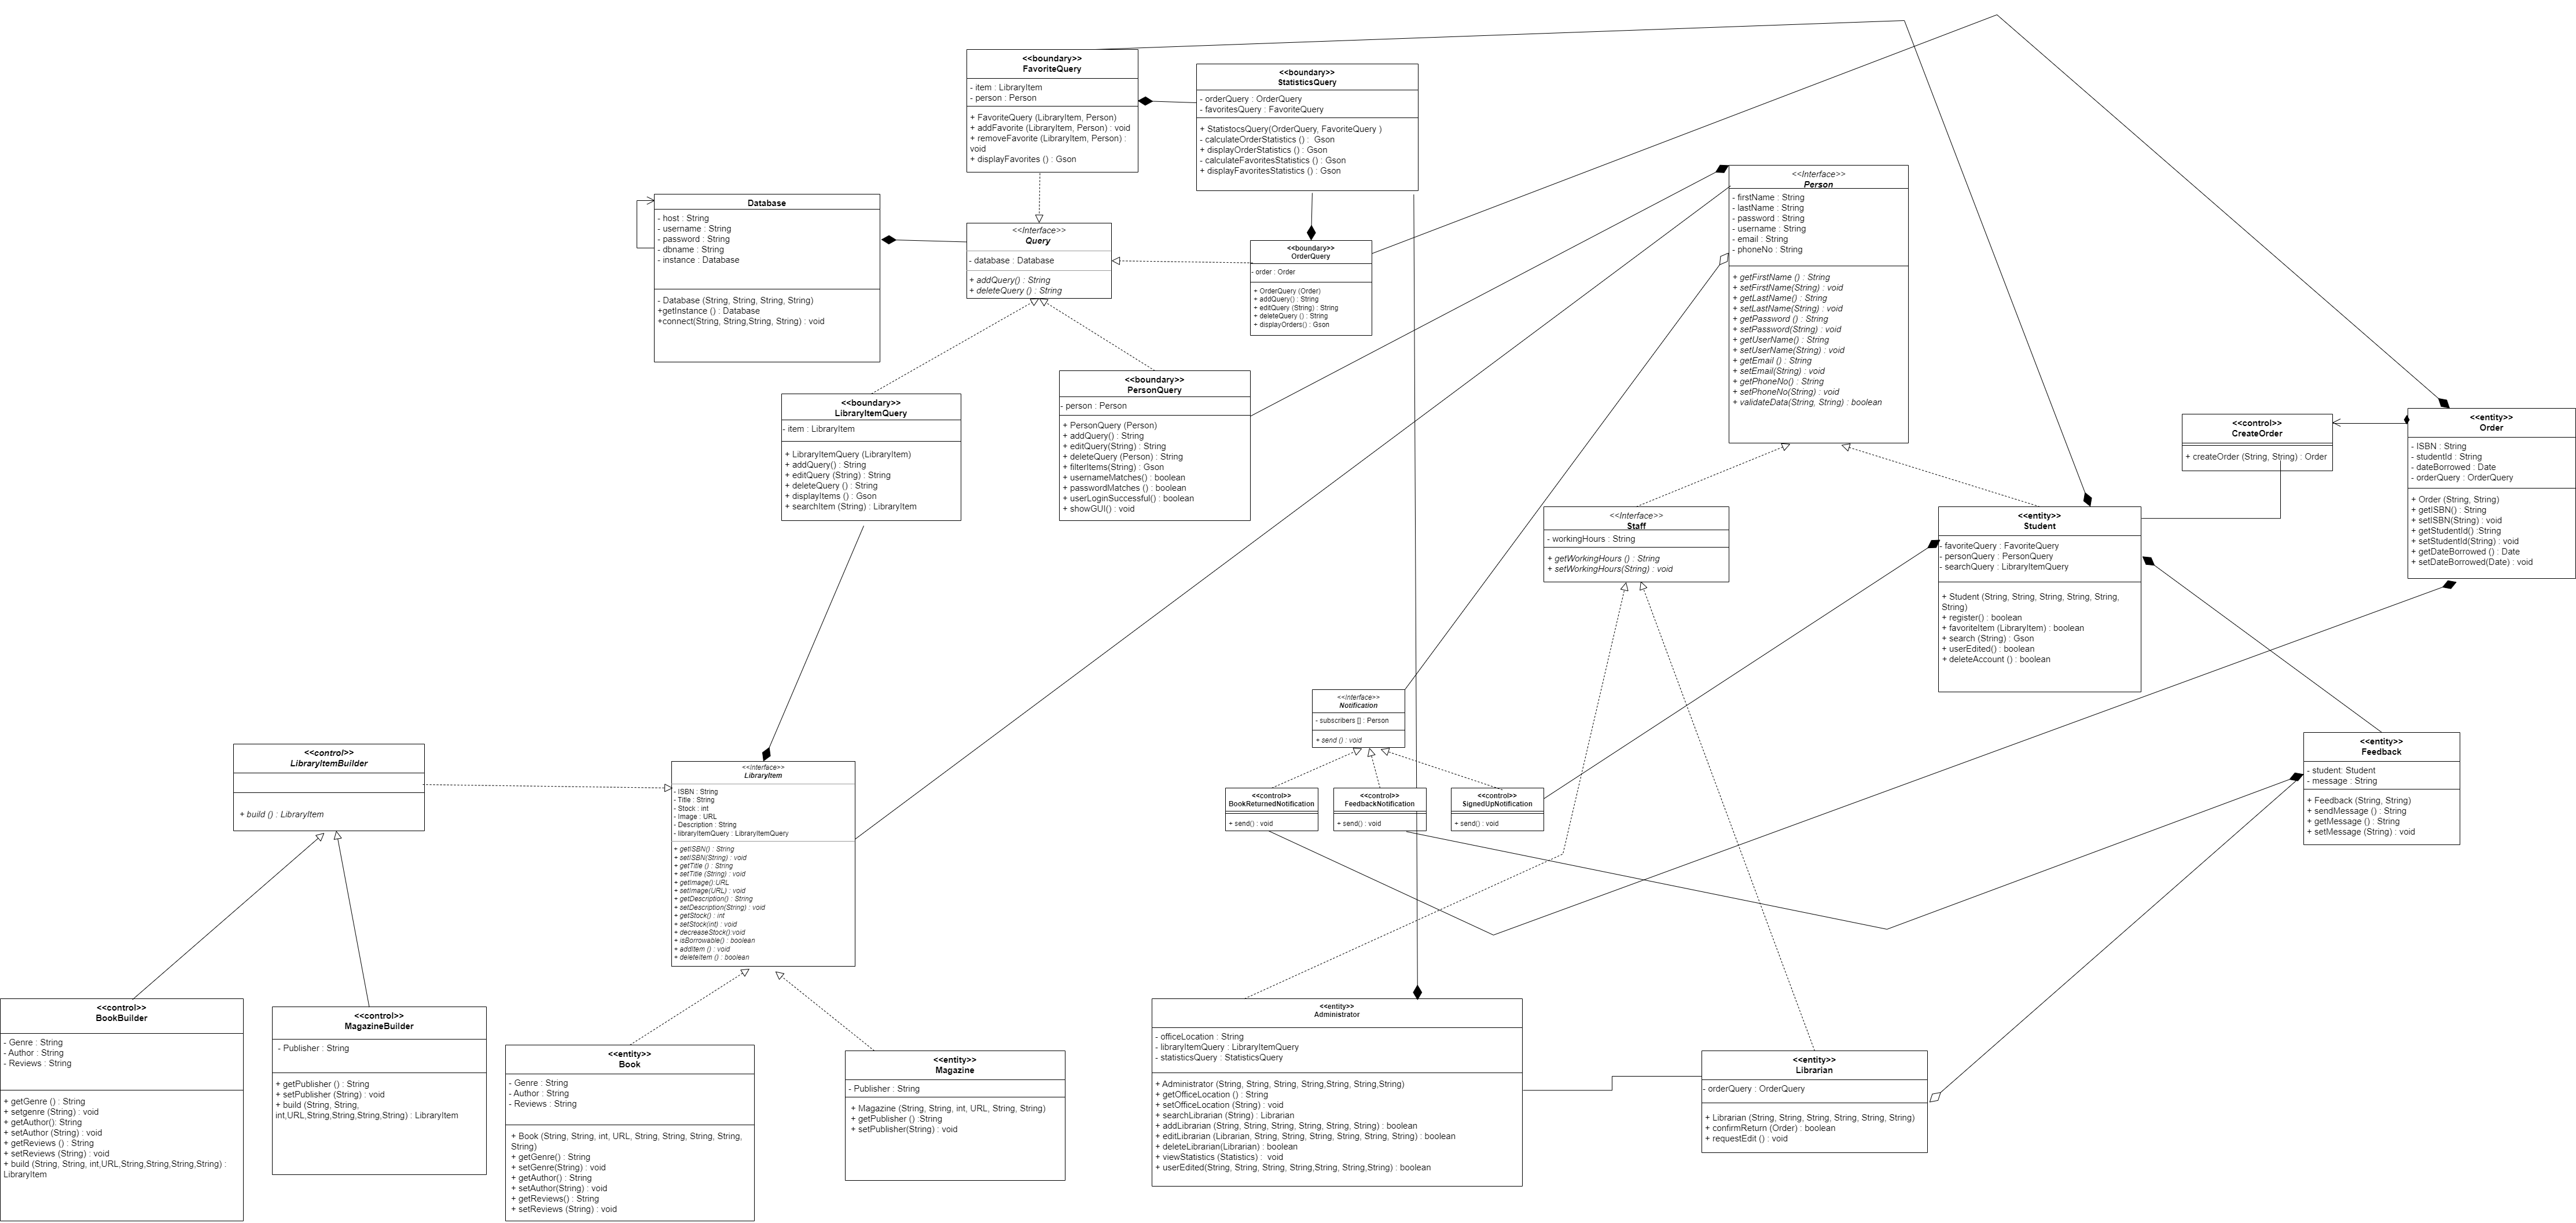 <<boundary>>
FavoriteQuery
- item : LibraryItem
- person : Person
+ FavoriteQuery (LibraryItem, Person)
+ addFavorite (LibraryItem, Person) : void
+ removeFavorite (LibraryItem, Person) :
void
+ displayFavorites () : Gson
<<boundary>>
StatisticsQuery
- orderQuery : OrderQuery
- favoritesQuery : FavoriteQuery
+ StatistocsQuery(OrderQuery, FavoriteQuery )
- calculateOrderStatistics () :  Gson
+ displayOrderStatistics () : Gson
- calculateFavoritesStatistics () : Gson
+ displayFavoritesStatistics () : Gson
Database
- host : String
- username : String
- password : String
- dbname : String
- instance : Database
- Database (String, String, String, String)
+getInstance () : Database
+connect(String, String,String, String) : void
<<Interface>>
Query
- database : Database
+ addQuery() : String
+ deleteQuery () : String
<<boundary>>
OrderQuery
- order : Order
+ OrderQuery (Order)
+ addQuery() : String
+ editQuery (String) : String
+ deleteQuery () : String
+ displayOrders() : Gson
<<Interface>>
Person
- firstName : String
- lastName : String
- password : String
- username : String
- email : String
- phoneNo : String
+ getFirstName () : String
+ setFirstName(String) : void
+ getLastName() : String
+ setLastName(String) : void
+ getPassword () : String
+ setPassword(String) : void
+ getUserName() : String
+ setUserName(String) : void
+ getEmail () : String
+ setEmail(String) : void
+ getPhoneNo() : String
+ setPhoneNo(String) : void
+ validateData(String, String) : boolean
<<boundary>>
LibraryItemQuery
- item : LibraryItem
+ LibraryItemQuery (LibraryItem)
+ addQuery() : String
+ editQuery (String) : String
+ deleteQuery () : String
+ displayItems () : Gson
+ searchItem (String) : LibraryItem
<<boundary>>
PersonQuery
- person : Person
+ PersonQuery (Person)
+ addQuery() : String
+ editQuery(String) : String
+ deleteQuery (Person) : String
+ filterItems(String) : Gson
+ usernameMatches() : boolean
+ passwordMatches () : boolean
+ userLoginSuccessful() : boolean
+ showGUI() : void
<<control>>
CreateOrder
+ createOrder (String, String) : Order
<<entity>>
Order
- ISBN : String
- studentId : String
- dateBorrowed : Date
- orderQuery : OrderQuery
+ Order (String, String)
+ getISBN() : String
+ setISBN(String) : void
+ getStudentId() :String
+ setStudentId(String) : void
+ getDateBorrowed () : Date
+ setDateBorrowed(Date) : void
<<Interface>>
Staff
- workingHours : String
+ getWorkingHours () : String
+ setWorkingHours(String) : void
<<entity>>
Student
- favoriteQuery : FavoriteQuery
- personQuery : PersonQuery
- searchQuery : LibraryItemQuery
+ Student (String, String, String, String, String,
String)
+ register() : boolean
+ favoriteItem (LibraryItem) : boolean
+ search (String) : Gson
+ userEdited() : boolean
+ deleteAccount () : boolean
<<Interface>>
Notification
- subscribers [] : Person
+ send () : void
<<control>>
BookReturnedNotification
+ send() : void
<<control>>
FeedbackNotification
+ send() : void
<<control>>
SignedUpNotification
+ send() : void
<<entity>>
Feedback
- student: Student
- message : String
+ Feedback (String, String)
+ sendMessage () : String
+ getMessage () : String
+ setMessage (String) : void
<<control>>
LibraryItemBuilder
+ build () : LibraryItem
<<Interface>>
LibraryItem
- ISBN : String
- Title : String
- Stock : int
- Image : URL
- Description : String
- libraryItemQuery : LibraryItemQuery
+ getISBN() : String
+ setISBN(String) : void
+ getTitle () : String
+ setTitle (String) : void
+ getImage():URL
+ setImage(URL) : void
+ getDescription() : String
+ setDescription(String) : void
+ getStock() : int
+ setStock(int) : void
+ decreaseStock():void
+ isBorrowable() : boolean
+ addItem () : void
+ deleteItem () : boolean
<<control>>
BookBuilder
- Genre : String
- Author : String
- Reviews : String
+ getGenre () : String
+ setgenre (String) : void
+ getAuthor(): String
+ setAuthor (String) : void
+ getReviews () : String
+ setReviews (String) : void
+ build (String, String, int,URL,String,String,String,String) :
LibraryItem
<<control>>
MagazineBuilder
- Publisher : String
+ getPublisher () : String
+ setPublisher (String) : void
+ build (String, String,
int,URL,String,String,String,String) : LibraryItem
<<entity>>
Book
- Genre : String
- Author : String
- Reviews : String
+ Book (String, String, int, URL, String, String, String, String,
String)
+ getGenre() : String
+ setGenre(String) : void
+ getAuthor() : String
+ setAuthor(String) : void
+ getReviews() : String
+ setReviews (String) : void
<<entity>>
Magazine
- Publisher : String
+ Magazine (String, String, int, URL, String, String)
+ getPublisher () :String
+ setPublisher(String) : void
<<entity>>
Administrator
- officeLocation : String
- libraryItemQuery : LibraryItemQuery
- statisticsQuery : StatisticsQuery
+ Administrator (String, String, String, String,String, String,String)
+ getOfficeLocation () : String
+ setOfficeLocation (String) : void
+ searchLibrarian (String) : Librarian
+ addLibrarian (String, String, String, String, String, String) : boolean
+ editLibrarian (Librarian, String, String, String, String, String, String) : boolean
+ deleteLibrarian(Librarian) : boolean
+ viewStatistics (Statistics) :  void
+ userEdited(String, String, String, String,String, String,String) : boolean
<<entity>>
Librarian
- orderQuery : OrderQuery
+ Librarian (String, String, String, String, String, String)
+ confirmReturn (Order) : boolean
+ requestEdit () : void